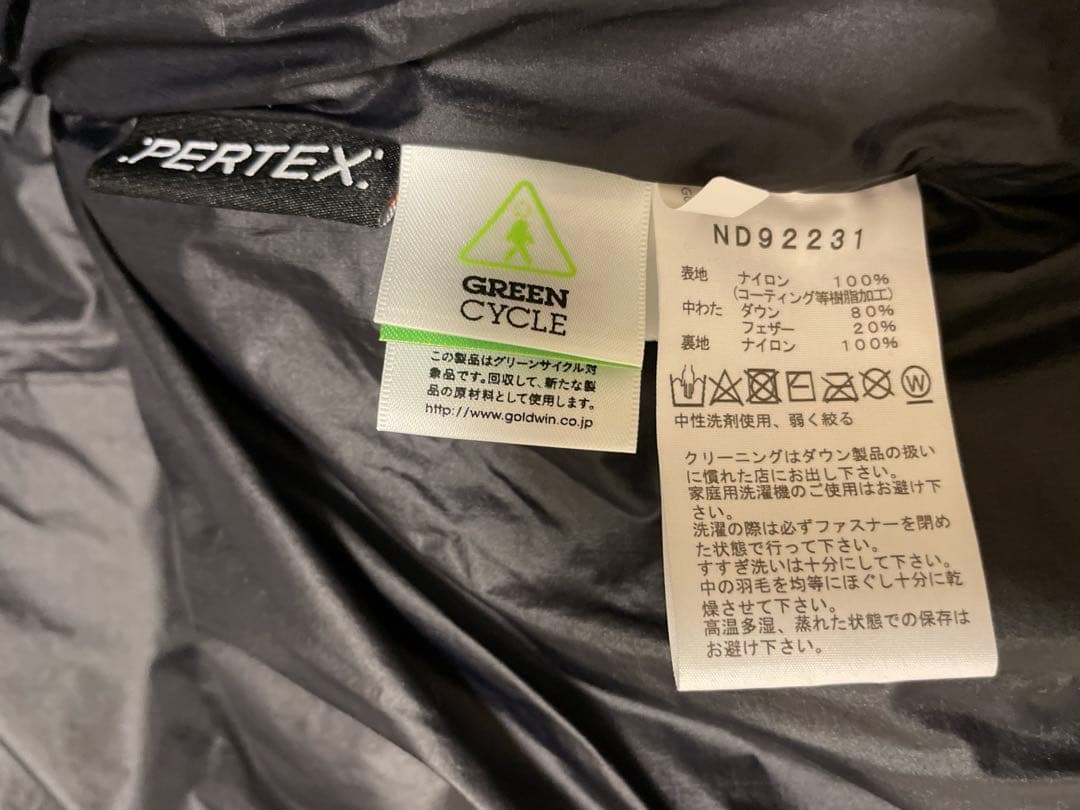 :PERTEX:
GREEN
CYCLE
この製品はグリーンサイクル対
象品です。回収して、新たな製
品の原材料として使用します。
http://www.goldwin.co.jp
ND92231
表地 ナイロン 100%
(コーティング等樹脂加工)
中わた ダウン 80%
フェザー 20%
裏地 ナイロン 100%
W
中性洗剤使用、弱く絞る
クリーニングはダウン製品の扱い
に慣れた店にお出し下さい。
家庭用洗濯機のご使用はお避け下
さい。
洗濯の際は必ずファスナーを閉め
た状態で行って下さい。
すすぎ洗いは十分にして下さい。
中の羽毛を均等にほぐし十分に乾
燥させて下さい。
高温多湿、蒸れた状態での保存は
お避け下さい。